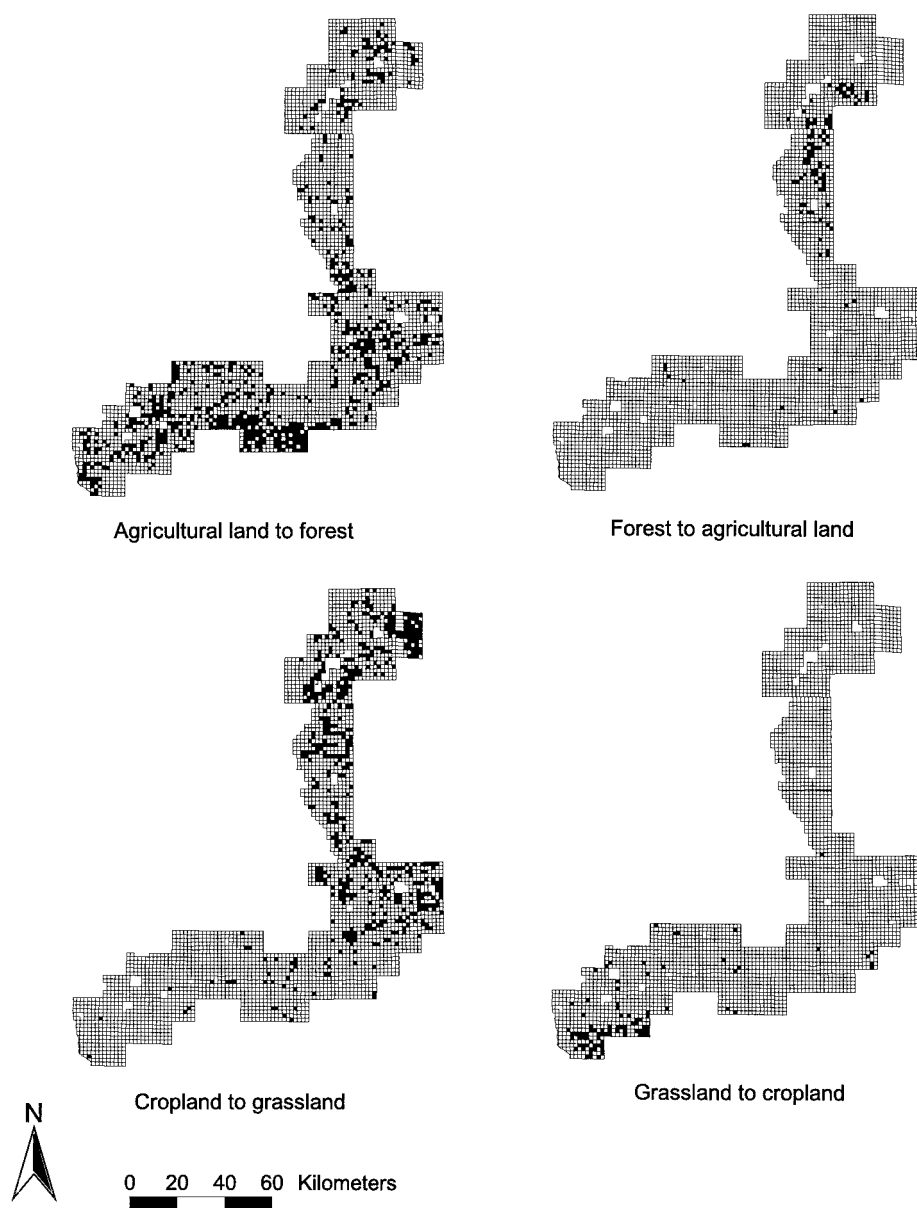 Agricultural land to forest
Forest to agricultural land
Cropland to grassland
Grassland to cropland
N
0 20 40 60 Kilometers